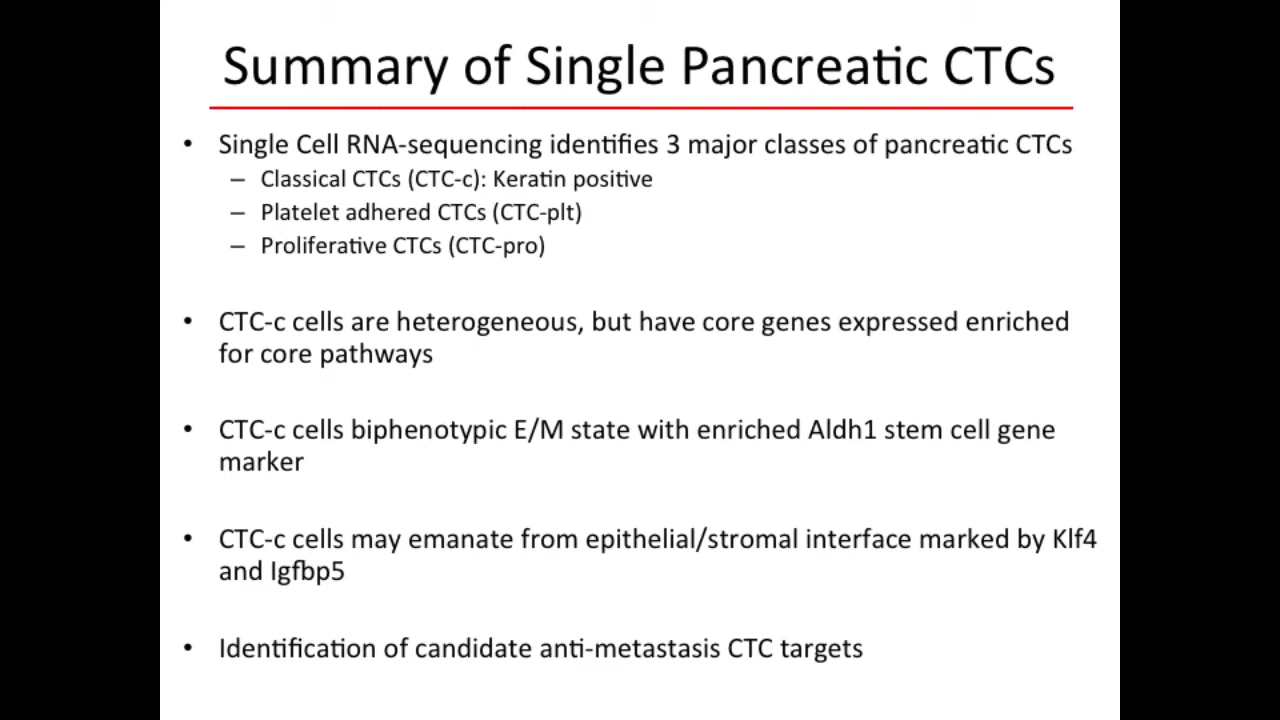 Summary of Single Pancreatic CTCs
• Single Cell RNA-sequencing identifies 3 major classes of pancreatic CTCs
– Classical CTCs (CTC-c): Keratin positive
– Platelet adhered CTCs (CTC-plt)
– Proliferative CTCs (CTC-pro)
• CTC-c cells are heterogeneous, but have core genes expressed enriched
for core pathways
• CTC-c cells biphenotypic E/M state with enriched Aldh1 stem cell gene
marker
• CTC-c cells may emanate from epithelial/stromal interface marked by Klf4
and Igfbp5
• Identification of candidate anti-metastasis CTC targets